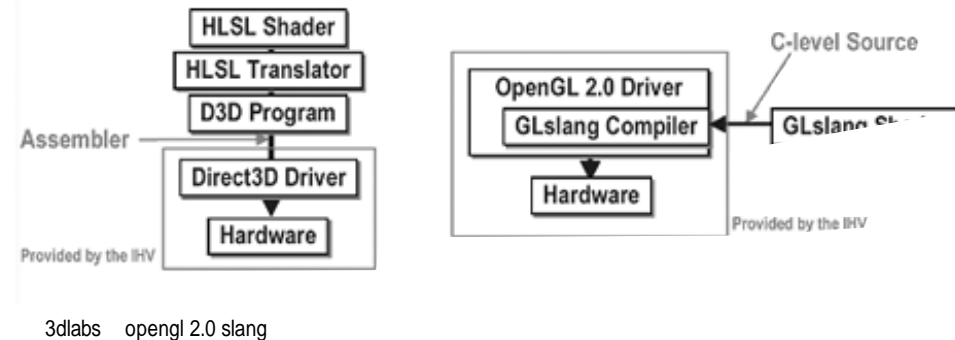 HLSL Shader
HLSL Translator
D3D Program
Assembler
Direct3D Driver
Hardware
Provided by the IHV
C-level Source
OpenGL 2.0 Driver
GLslang Compiler
GLslang
Hardware
Provided by the IHV
3dlabs opengl 2.0 slang